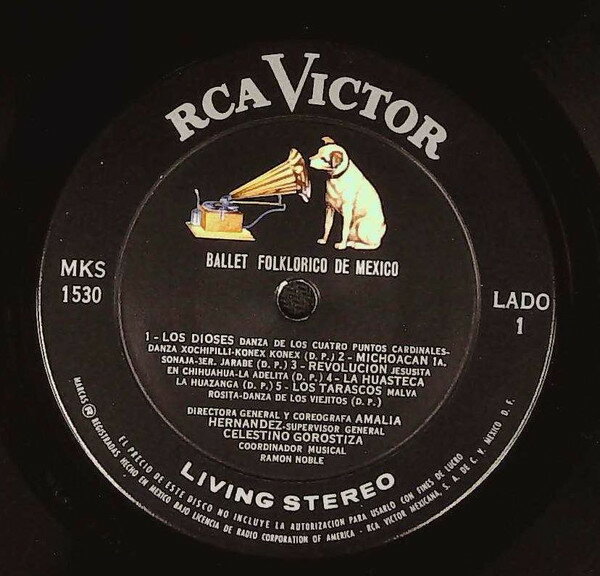 RCA VICTOR
BALLET FOLKLORICO DE MEXICO
MKS
1530
LADO
1
1 - LOS DIOSES DANZA DE LOS CUATRO PUNTOS CARDINALES-
DANZA XOCHIPILLI-KONEX KONEX (D. P.) 2 - MICHOACAN 1A.
SONAJA-3ER. JARABE (D. P.) 3 - REVOLUCION JESUSITA
EN CHIHUAHUA-LA ADELITA (D. P.) 4 - LA HUASTECA
LA HUAZANGA (D.P.) 5 - LOS TARASCOS MALVA
ROSITA-DANZA DE LOS VIEJITOS (D. P.)
DIRECTORA GENERAL Y COREOGRAFA AMALIA
HERNANDEZ-SUPERVISOR GENERAL
CELESTINO GOROSTIZA
COORDINADOR MUSICAL
RAMON NOBLE
LIVING STEREO
EL PRECIO DE ESTE DISCO NO INCLUYE LA AUTORIZACION PARA USARLO CON FINES DE LUCRO
MARCAS ® REGISTRADAS HECHO EN MEXICO BAJO LICENCIA DE RADIO CORPORATION OF AMERICA - RCA VICTOR MEXICANA, S. A. DE C. V. MEXICO D. F.